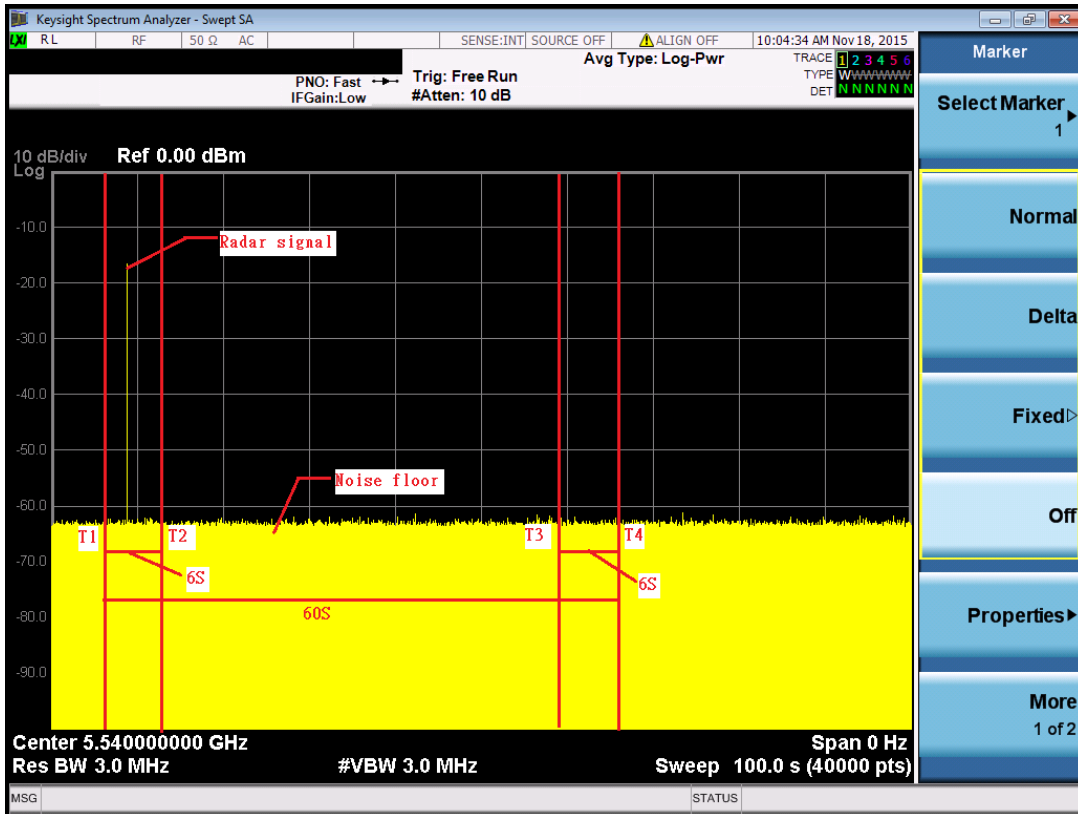 Keysight Spectrum Analyzer - Swept SA
LXI RL RF 50 Ω AC SENSE:INT SOURCE OFF ALIGN OFF 10:04:34 AM Nov 18, 2015
Marker
Avg Type: Log-Pwr
TRACE 1 2 3 4 5 6
PNO: Fast Trig: Free Run
TYPE WWWWWW
IFGain:Low #Atten: 10 dB
DET N N N N N N
Select Marker
1
10 dB/div Ref 0.00 dBm
Log
Normal
-10.0
Radar signal
-20.0
Delta
-30.0
-40.0
Fixed
-50.0
Noise floor
-60.0
Off
T1 T2 T3 T4
-70.0
6S 6S
60S
-80.0
Properties
-90.0
More
1 of 2
Center 5.540000000 GHz Span 0 Hz
Res BW 3.0 MHz #VBW 3.0 MHz Sweep 100.0 s (40000 pts)
MSG STATUS